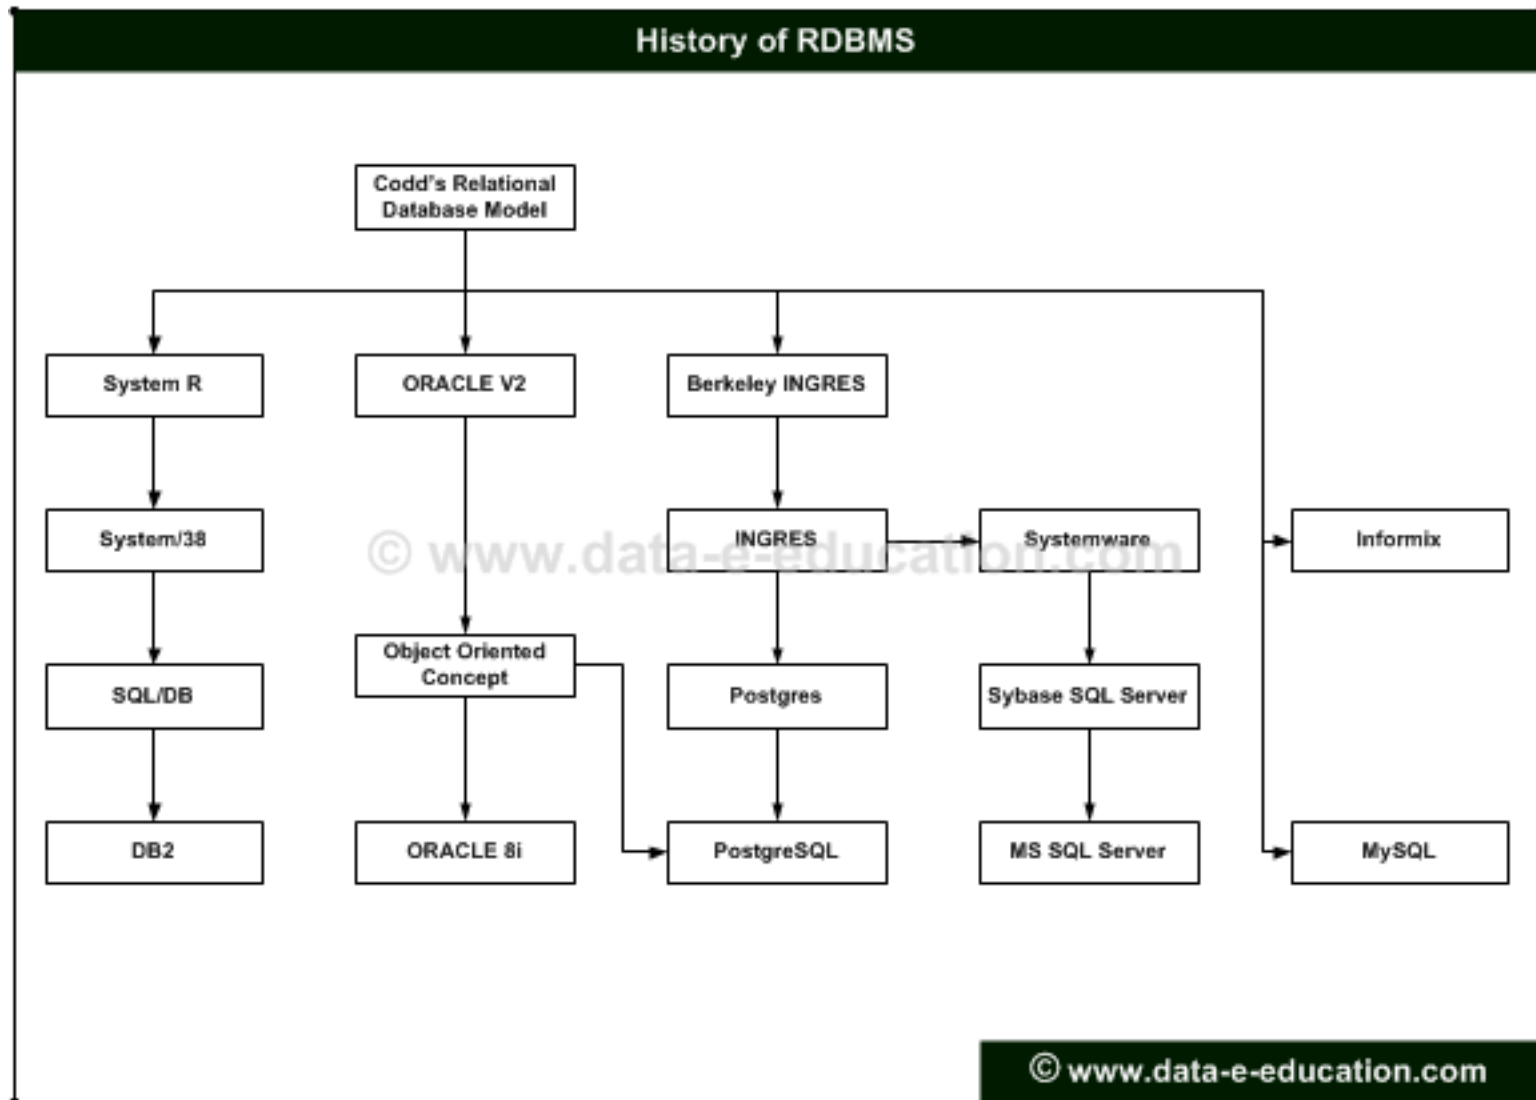 History of RDBMS
Codd's Relational
Database Model
System R
ORACLE V2
Berkeley INGRES
System/38
INGRES
Systemware
Informix
© www.data-e-education.com
Object Oriented
Concept
SQL/DB
Postgres
Sybase SQL Server
DB2
ORACLE 8i
PostgreSQL
MS SQL Server
MySQL
© www.data-e-education.com